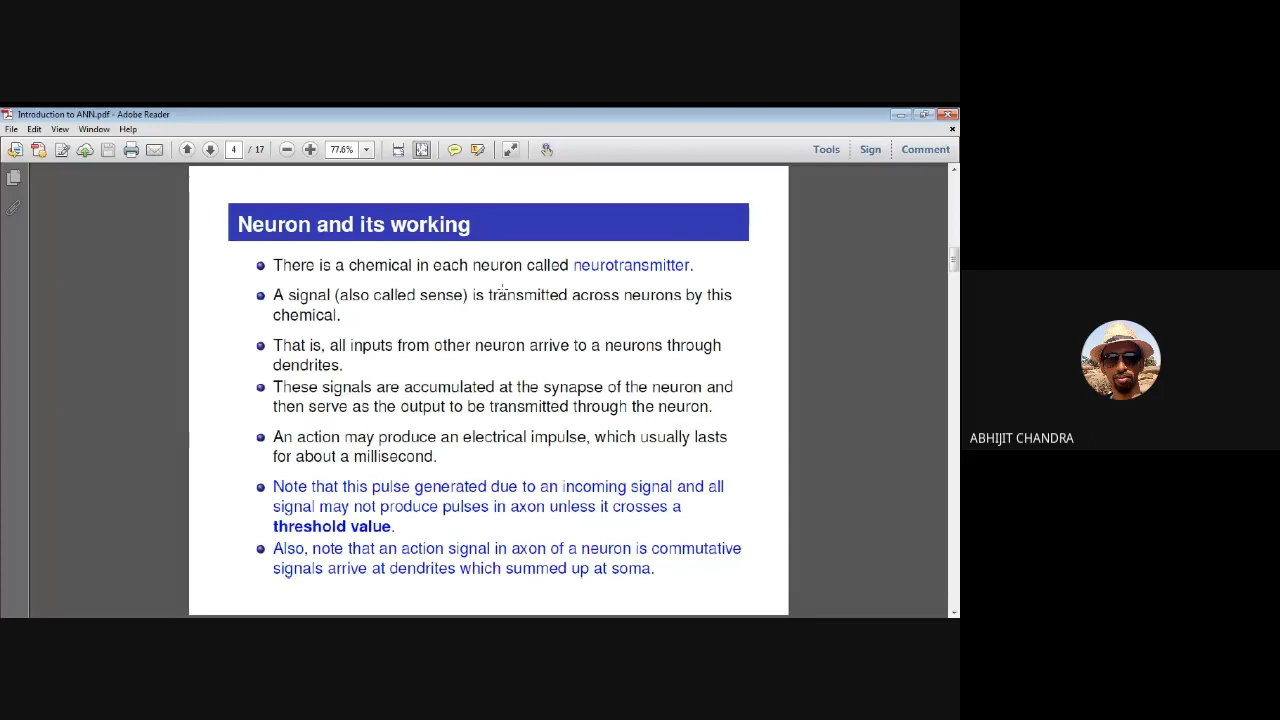 Introduction to ANN.pdf - Adobe Reader
File Edit View Window Help
4 / 17 77.6% Tools Sign Comment
Neuron and its working
There is a chemical in each neuron called neurotransmitter.
A signal (also called sense) is transmitted across neurons by this
chemical.
That is, all inputs from other neuron arrive to a neurons through
dendrites.
These signals are accumulated at the synapse of the neuron and
then serve as the output to be transmitted through the neuron.
An action may produce an electrical impulse, which usually lasts
for about a millisecond.
Note that this pulse generated due to an incoming signal and all
signal may not produce pulses in axon unless it crosses a
threshold value.
Also, note that an action signal in axon of a neuron is commutative
signals arrive at dendrites which summed up at soma.
ABHIJIT CHANDRA